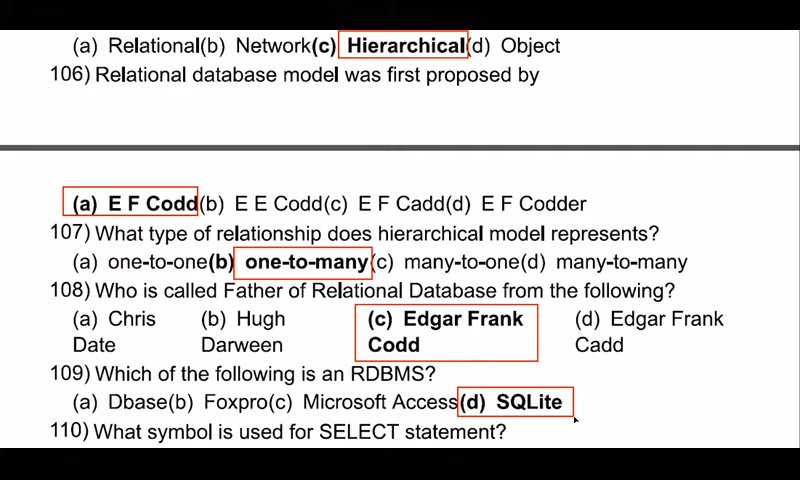 (a) Relational(b) Network(c) Hierarchical(d) Object
106) Relational database model was first proposed by
(a) E F Codd(b) E E Codd(c) E F Cadd(d) E F Codder
107) What type of relationship does hierarchical model represents?
(a) one-to-one(b) one-to-many(c) many-to-one(d) many-to-many
108) Who is called Father of Relational Database from the following?
(a) Chris Date (b) Hugh Darween (c) Edgar Frank Codd (d) Edgar Frank Cadd
109) Which of the following is an RDBMS?
(a) Dbase(b) Foxpro(c) Microsoft Access(d) SQLite
110) What symbol is used for SELECT statement?